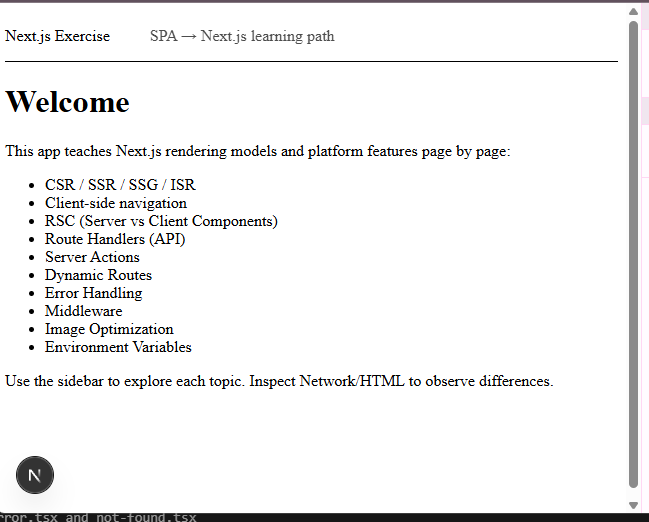 Next.js Exercise SPA → Next.js learning path
Welcome
This app teaches Next.js rendering models and platform features page by page:
• CSR / SSR / SSG / ISR
• Client-side navigation
• RSC (Server vs Client Components)
• Route Handlers (API)
• Server Actions
• Dynamic Routes
• Error Handling
• Middleware
• Image Optimization
• Environment Variables
Use the sidebar to explore each topic. Inspect Network/HTML to observe differences.
N
rror.tsx and not-found.tsx